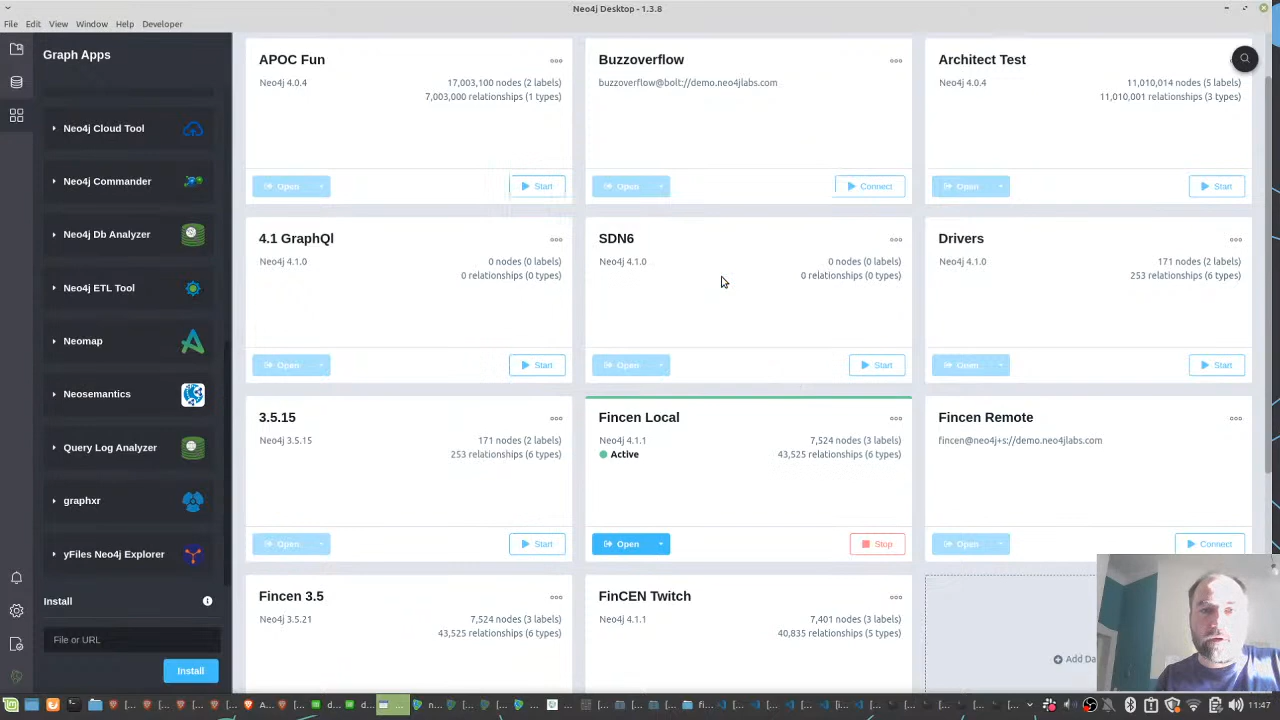 Neo4j Desktop - 1.3.8
File Edit View Window Help Developer
Graph Apps
Neo4j Cloud Tool
Neo4j Commander
Neo4j Db Analyzer
Neo4j ETL Tool
Neomap
Neosemantics
Query Log Analyzer
graphxr
yFiles Neo4j Explorer
Install
File or URL
Install
APOC Fun
Neo4j 4.0.4 17,003,100 nodes (2 labels)
7,003,000 relationships (1 types)
Open Start
Buzzoverflow
buzzoverflow@bolt://demo.neo4jlabs.com
Open Connect
Architect Test
Neo4j 4.0.4 11,010,014 nodes (5 labels)
11,010,001 relationships (3 types)
Open Start
4.1 GraphQl
Neo4j 4.1.0 0 nodes (0 labels)
0 relationships (0 types)
Open Start
SDN6
Neo4j 4.1.0 0 nodes (0 labels)
0 relationships (0 types)
Open Start
Drivers
Neo4j 4.1.0 171 nodes (2 labels)
253 relationships (6 types)
Open Start
3.5.15
Neo4j 3.5.15 171 nodes (2 labels)
253 relationships (6 types)
Open Start
Fincen Local
Neo4j 4.1.1 7,524 nodes (3 labels)
Active 43,525 relationships (6 types)
Open Stop
Fincen Remote
fincen@neo4j+s://demo.neo4jlabs.com
Open Connect
Fincen 3.5
Neo4j 3.5.21 7,524 nodes (3 labels)
43,525 relationships (6 types)
FinCEN Twitch
Neo4j 4.1.1 7,401 nodes (3 labels)
40,835 relationships (5 types)
Add Da
11:47